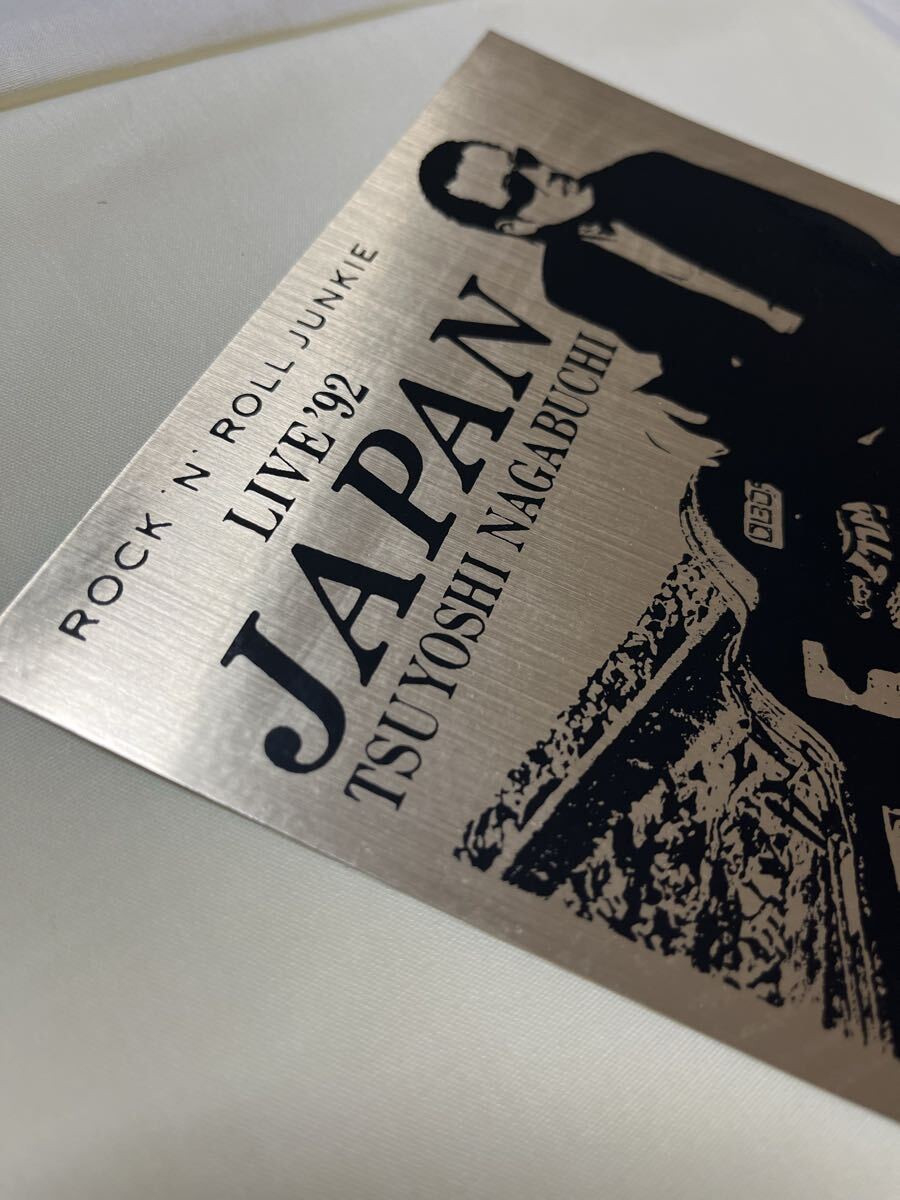 ROCK 'N' ROLL JUNKIE
LIVE '92
JAPAN
TSUYOSHI NAGABUCHI